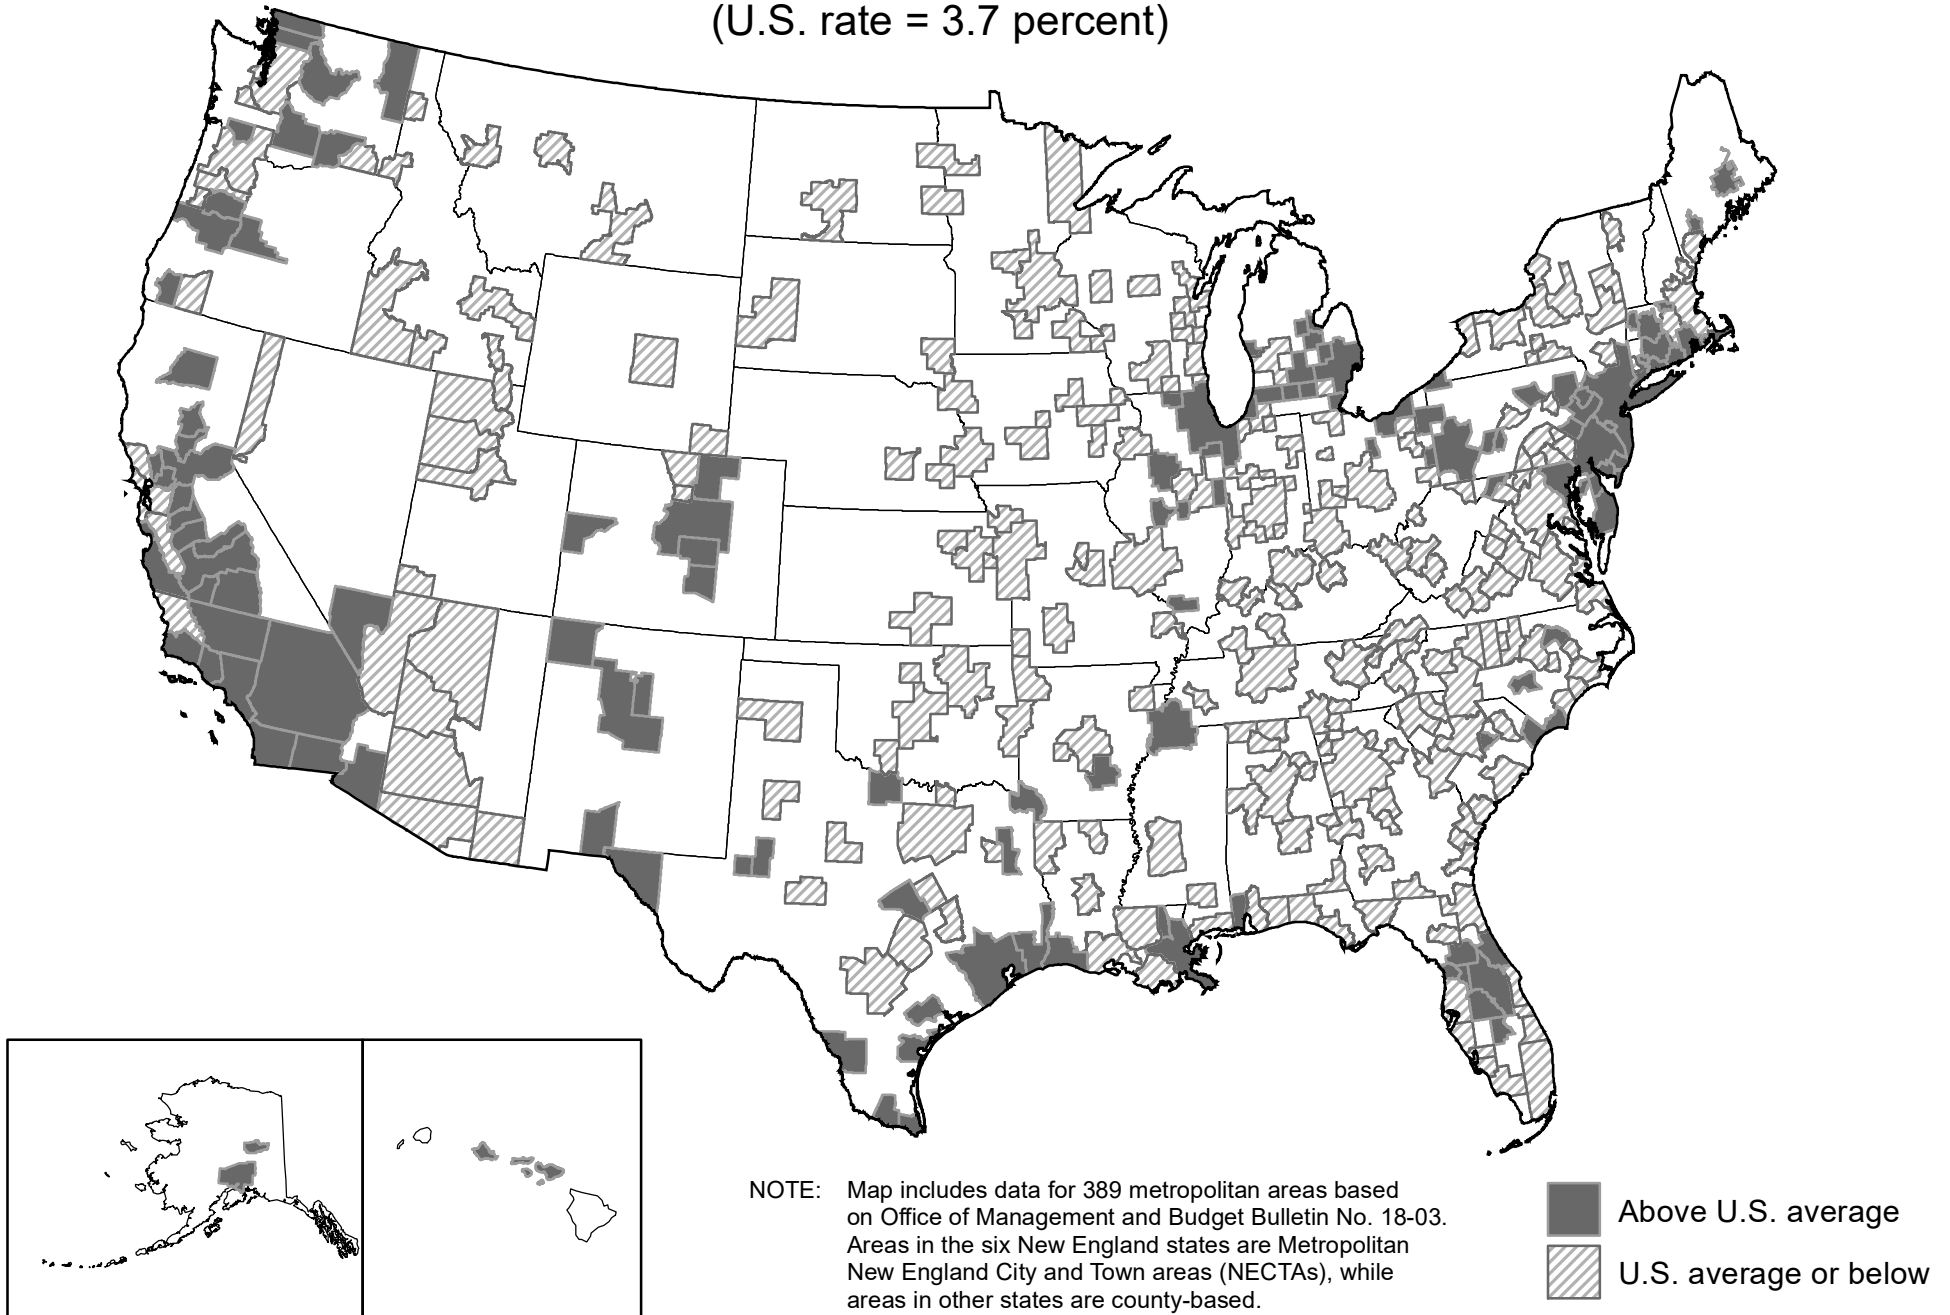 (U.S. rate = 3.7 percent)
NOTE: Map includes data for 389 metropolitan areas based
on Office of Management and Budget Bulletin No. 18-03.
Areas in the six New England states are Metropolitan
New England City and Town areas (NECTAs), while
areas in other states are county-based.
Above U.S. average
U.S. average or below